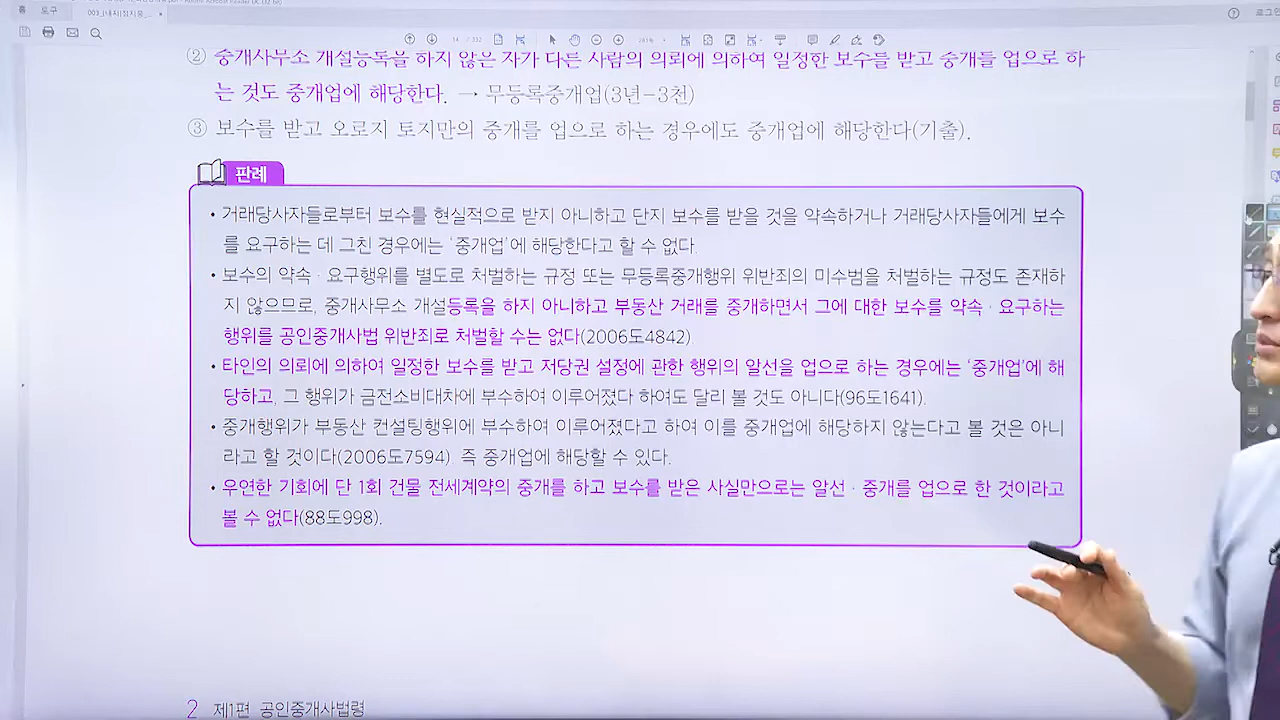 홈 도구
003_(내차)정지웅_...
② 중개사무소 개설등록을 하지 않은 자가 다른 사람의 의뢰에 의하여 일정한 보수를 받고 중개를 업으로 하
는 것도 중개업에 해당한다. → 무등록중개업(3년-3천)
③ 보수를 받고 오로지 토지만의 중개를 업으로 하는 경우에도 중개업에 해당한다(기출).
판례
• 거래당사자들로부터 보수를 현실적으로 받지 아니하고 단지 보수를 받을 것을 약속하거나 거래당사자들에게 보수
를 요구하는 데 그친 경우에는 '중개업'에 해당한다고 할 수 없다.
• 보수의 약속 · 요구행위를 별도로 처벌하는 규정 또는 무등록중개행위 위반죄의 미수범을 처벌하는 규정도 존재하
지 않으므로, 중개사무소 개설등록을 하지 아니하고 부동산 거래를 중개하면서 그에 대한 보수를 약속 · 요구하는
행위를 공인중개사법 위반죄로 처벌할 수는 없다(2006도4842).
• 타인의 의뢰에 의하여 일정한 보수를 받고 저당권 설정에 관한 행위의 알선을 업으로 하는 경우에는 '중개업'에 해
당하고, 그 행위가 금전소비대차에 부수하여 이루어졌다 하여도 달리 볼 것도 아니다(96도1641).
• 중개행위가 부동산 컨설팅행위에 부수하여 이루어졌다고 하여 이를 중개업에 해당하지 않는다고 볼 것은 아니
라고 할 것이다(2006도7594). 즉 중개업에 해당할 수 있다.
• 우연한 기회에 단 1회 건물 전세계약의 중개를 하고 보수를 받은 사실만으로는 알선 · 중개를 업으로 한 것이라고
볼 수 없다(88도998).
2 제1편 공인중개사법령